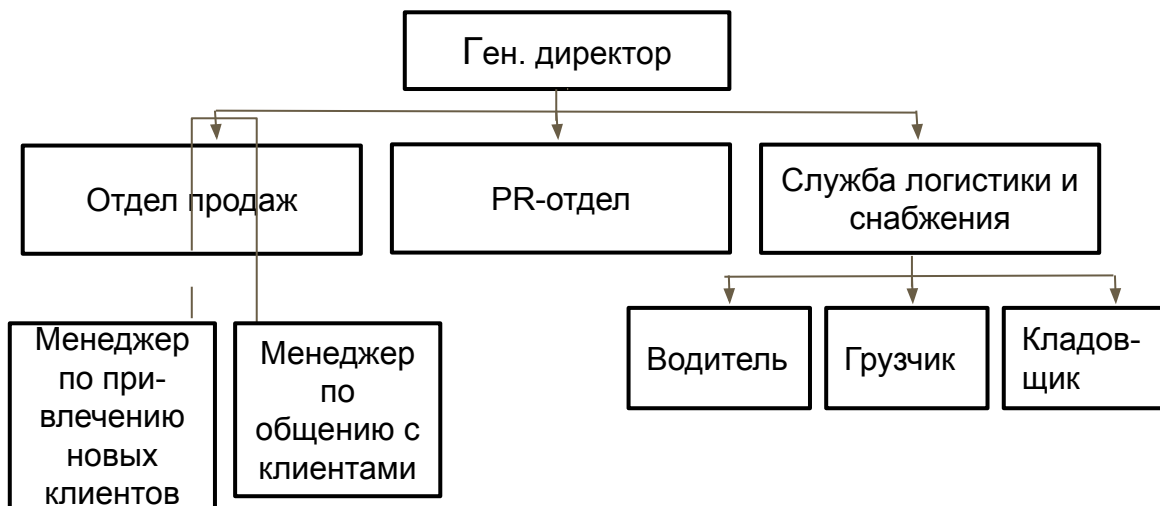 Ген. директор
Отдел продаж
PR-отдел
Служба логистики и
снабжения
Менеджер
по при-
влечению
новых
клиентов
Менеджер
по
общению с
клиентами
Водитель
Грузчик
Кладов-
щик